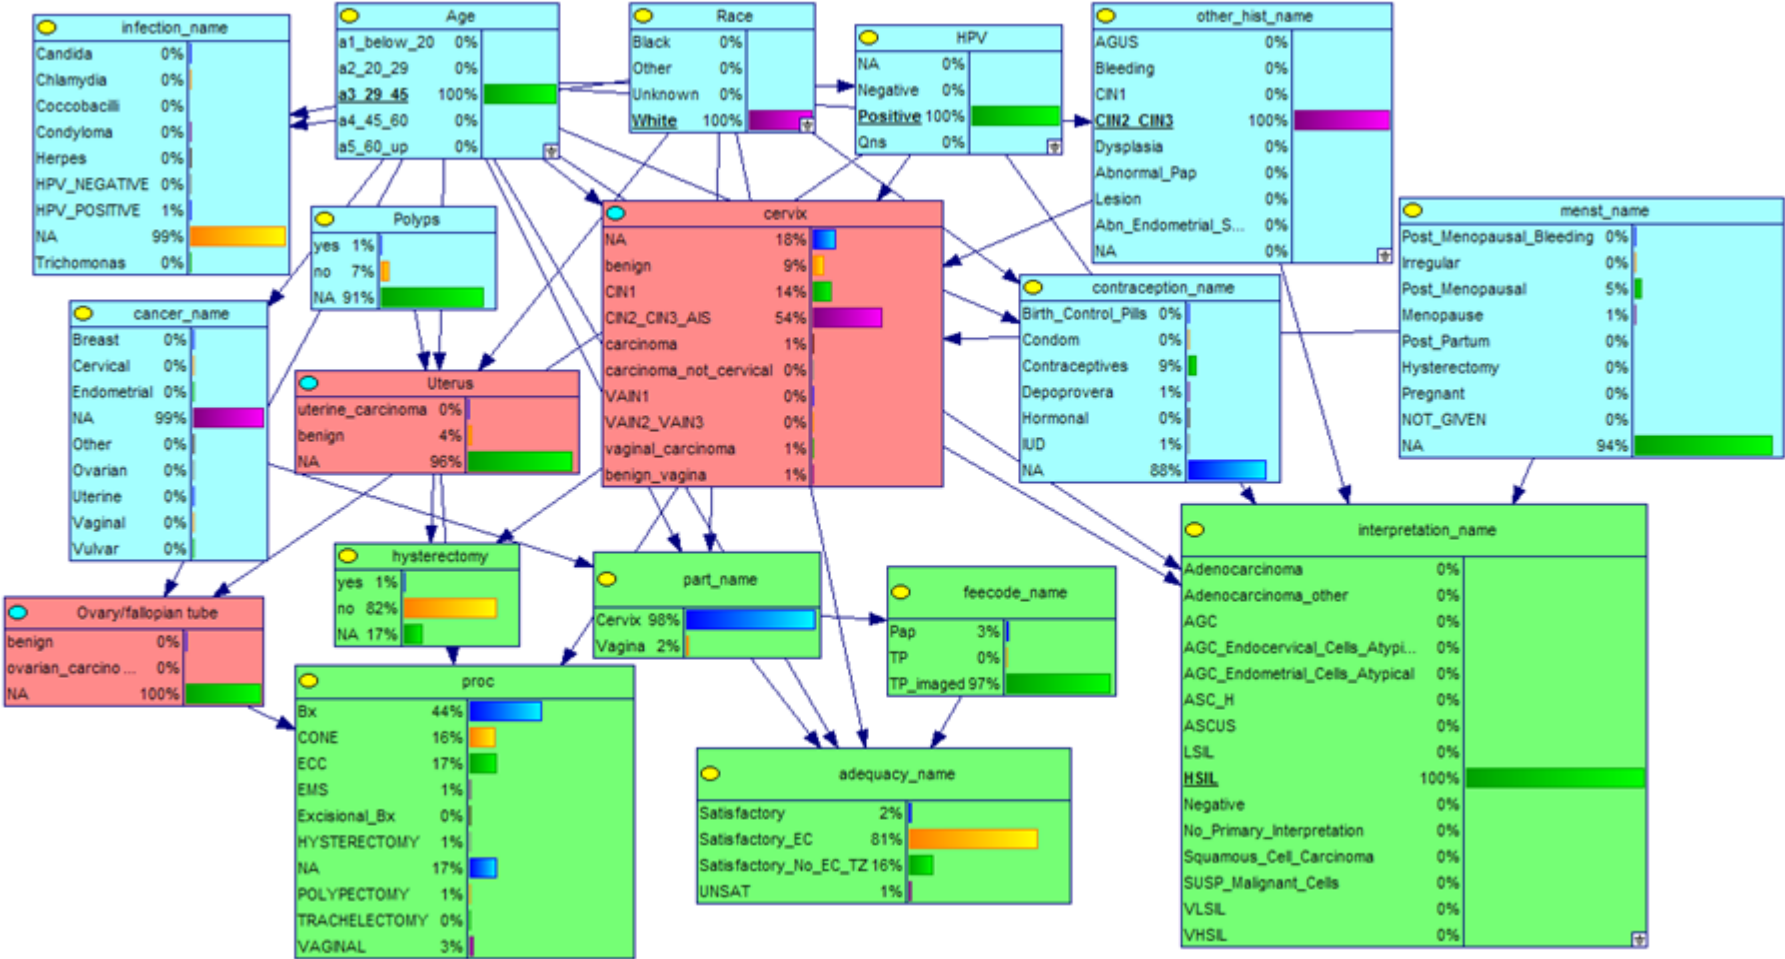 infection_name
Candida 0%
Chlamydia 0%
Coccobacilli 0%
Condyloma 0%
Herpes 0%
HPV_NEGATIVE 0%
HPV_POSITIVE 1%
NA 99%
Trichomonas 0%
Age
a1_below_20 0%
a2_20_29 0%
a3_29_45 100%
a4_45_60 0%
a5_60_up 0%
Race
Black 0%
Other 0%
Unknown 0%
White 100%
HPV
NA 0%
Negative 0%
Positive 100%
Qns 0%
other_hist_name
AGUS 0%
Bleeding 0%
CIN1 0%
CIN2_CIN3 100%
Dysplasia 0%
Abnormal_Pap 0%
Lesion 0%
Abn_Endometrial_S... 0%
NA 0%
menst_name
Post_Menopausal_Bleeding 0%
Irregular 0%
Post_Menopausal 5%
Menopause 1%
Post_Partum 0%
Hysterectomy 0%
Pregnant 0%
NOT_GIVEN 0%
NA 94%
Polyps
yes 1%
no 7%
NA 91%
cervix
NA 18%
benign 9%
CIN1 14%
CIN2_CIN3_AIS 54%
carcinoma 1%
carcinoma_not_cervical 0%
VAIN1 0%
VAIN2_VAIN3 0%
vaginal_carcinoma 1%
benign_vagina 1%
contraception_name
Birth_Control_Pills 0%
Condom 0%
Contraceptives 9%
Depoprovera 1%
Hormonal 0%
IUD 1%
NA 88%
cancer_name
Breast 0%
Cervical 0%
Endometrial 0%
NA 99%
Other 0%
Ovarian 0%
Uterine 0%
Vaginal 0%
Vulvar 0%
Uterus
uterine_carcinoma 0%
benign 4%
NA 96%
Ovary/fallopian tube
benign 0%
ovarian_carcino ... 0%
NA 100%
hysterectomy
yes 1%
no 82%
NA 17%
part_name
Cervix 98%
Vagina 2%
feecode_name
Pap 3%
TP 0%
TP_imaged 97%
interpretation_name
Adenocarcinoma 0%
Adenocarcinoma_other 0%
AGC 0%
AGC_Endocervical_Cells_Atypi... 0%
AGC_Endometrial_Cells_Atypical 0%
ASC_H 0%
ASCUS 0%
LSIL 0%
HSIL 100%
Negative 0%
No_Primary_Interpretation 0%
Squamous_Cell_Carcinoma 0%
SUSP_Malignant_Cells 0%
VLSIL 0%
VHSIL 0%
proc
Bx 44%
CONE 16%
ECC 17%
EMS 1%
Excisional_Bx 0%
HYSTERECTOMY 1%
NA 17%
POLYPECTOMY 1%
TRACHELECTOMY 0%
VAGINAL 3%
adequacy_name
Satisfactory 2%
Satisfactory_EC 81%
Satisfactory_No_EC_TZ 16%
UNSAT 1%